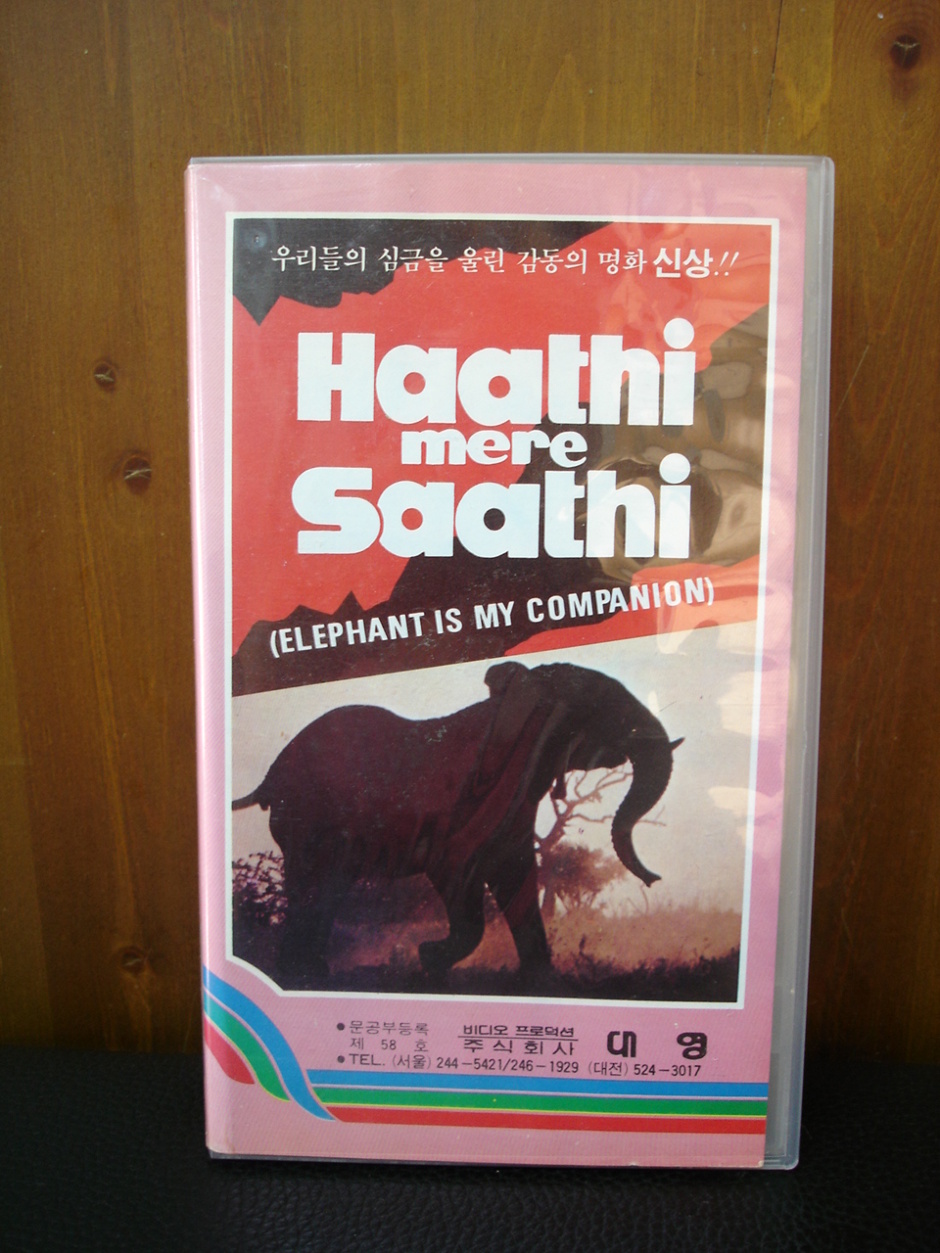 우리들의 심금을 울린 감동의 명화 신상!!
Haathi
mere
Saathi
(ELEPHANT IS MY COMPANION)
●문공부등록 비디오 프로덕션
제 58 호 주식회사 대영
●TEL. (서울) 244-5421/246-1929 (대전) 524-3017